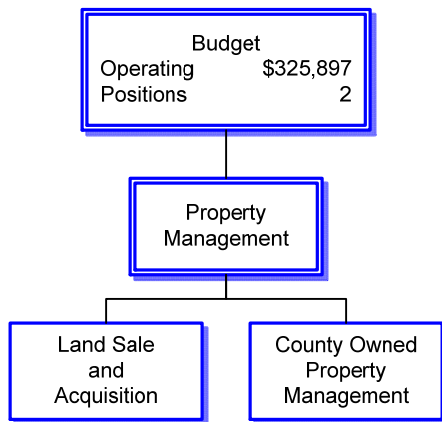 Budget
Operating $325,897
Positions 2
Property
Management
Land Sale
and
Acquisition
County Owned
Property
Management